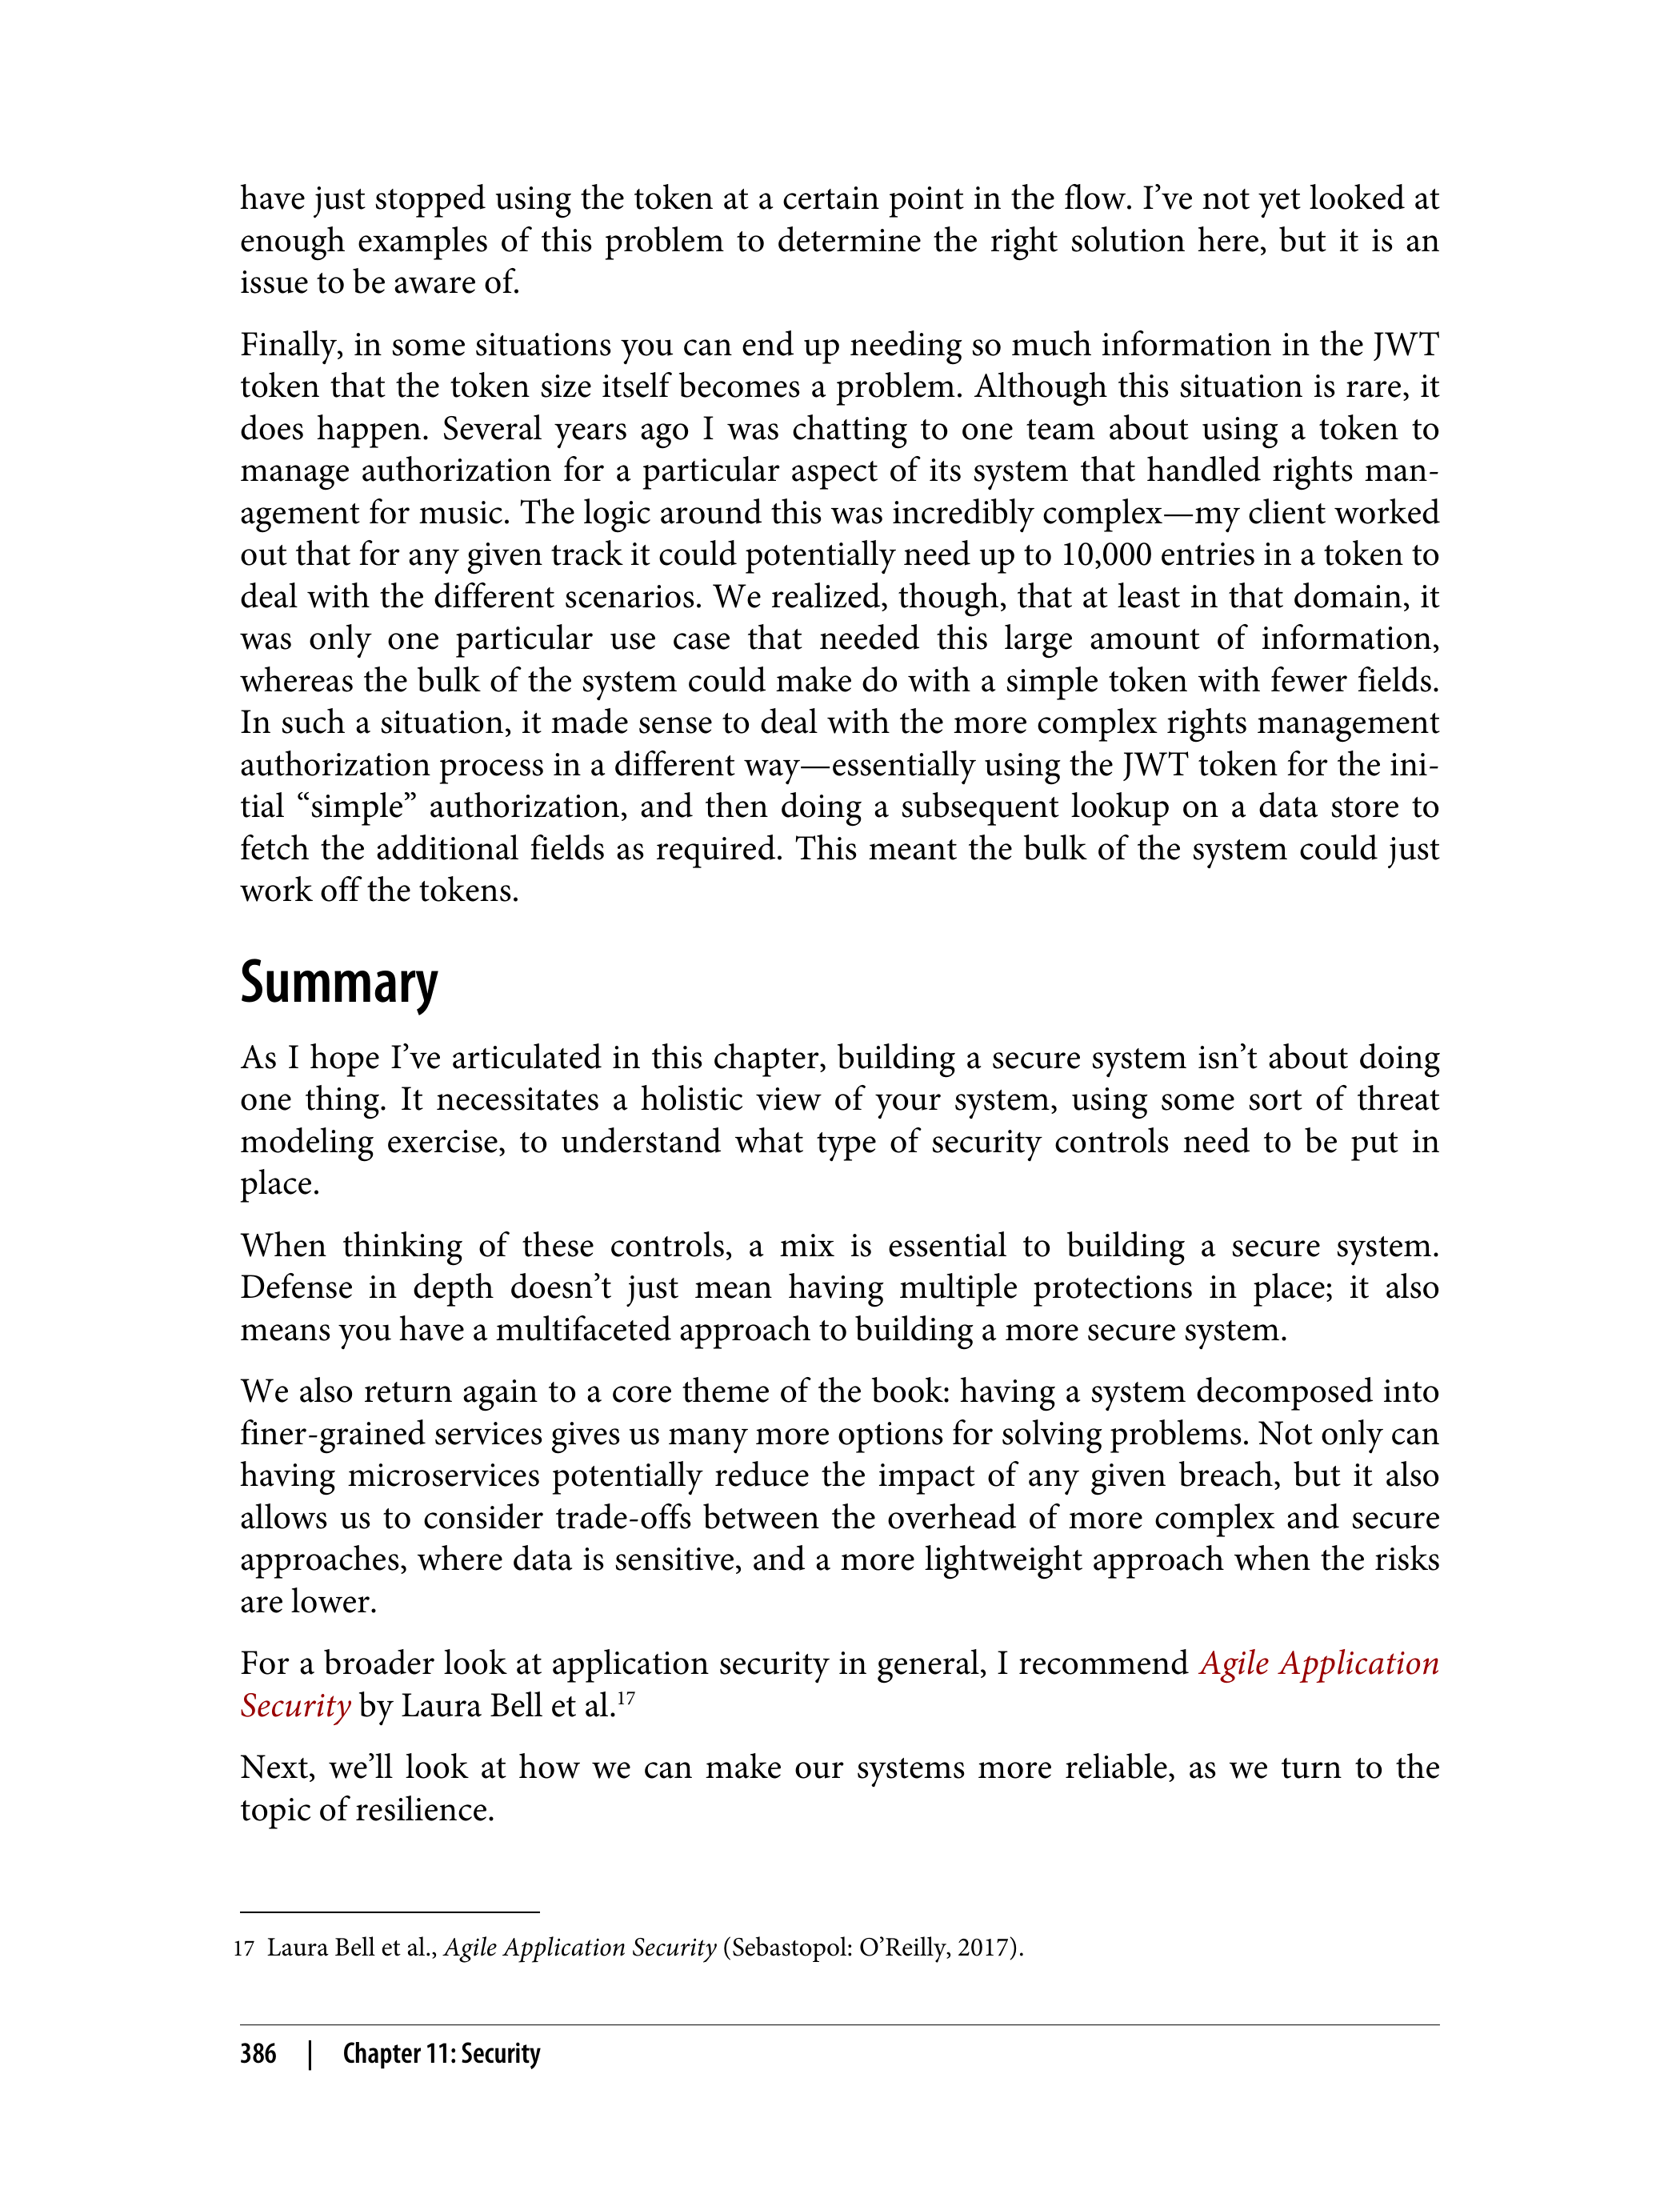 have just stopped using the token at a certain point in the flow. I’ve not yet looked at
enough examples of this problem to determine the right solution here, but it is an
issue to be aware of.
Finally, in some situations you can end up needing so much information in the JWT
token that the token size itself becomes a problem. Although this situation is rare, it
does happen. Several years ago I was chatting to one team about using a token to
manage authorization for a particular aspect of its system that handled rights man-
agement for music. The logic around this was incredibly complex—my client worked
out that for any given track it could potentially need up to 10,000 entries in a token to
deal with the different scenarios. We realized, though, that at least in that domain, it
was only one particular use case that needed this large amount of information,
whereas the bulk of the system could make do with a simple token with fewer fields.
In such a situation, it made sense to deal with the more complex rights management
authorization process in a different way—essentially using the JWT token for the ini-
tial “simple” authorization, and then doing a subsequent lookup on a data store to
fetch the additional fields as required. This meant the bulk of the system could just
work off the tokens.
Summary
As I hope I’ve articulated in this chapter, building a secure system isn’t about doing
one thing. It necessitates a holistic view of your system, using some sort of threat
modeling exercise, to understand what type of security controls need to be put in
place.
When thinking of these controls, a mix is essential to building a secure system.
Defense in depth doesn’t just mean having multiple protections in place; it also
means you have a multifaceted approach to building a more secure system.
We also return again to a core theme of the book: having a system decomposed into
finer-grained services gives us many more options for solving problems. Not only can
having microservices potentially reduce the impact of any given breach, but it also
allows us to consider trade-offs between the overhead of more complex and secure
approaches, where data is sensitive, and a more lightweight approach when the risks
are lower.
For a broader look at application security in general, I recommend Agile Application
Security by Laura Bell et al.17
Next, we’ll look at how we can make our systems more reliable, as we turn to the
topic of resilience.
17 Laura Bell et al., Agile Application Security (Sebastopol: O’Reilly, 2017).
386 | Chapter 11: Security